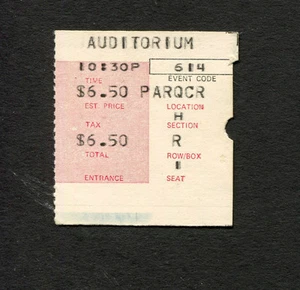 AUDITORIUM
10:30P 614
TIME EVENT CODE
$6.50 PARQCR
EST. PRICE LOCATION
H
TAX SECTION
$6.50 R
TOTAL ROW/BOX
1
ENTRANCE SEAT